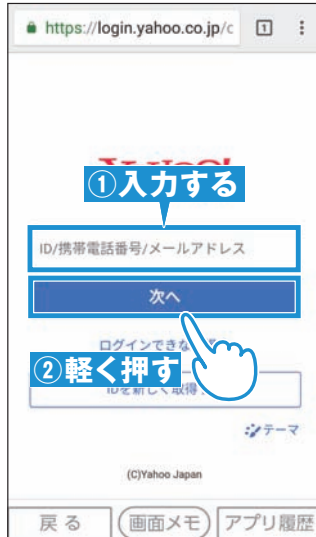 https://login.yahoo.co.jp/c
1
①入力する
ID/携帯電話番号/メールアドレス
次へ
ログインできな
②軽く押す
IDを新しく取得
テーマ
(C)Yahoo Japan
戻る
画面メモ
アプリ履歴